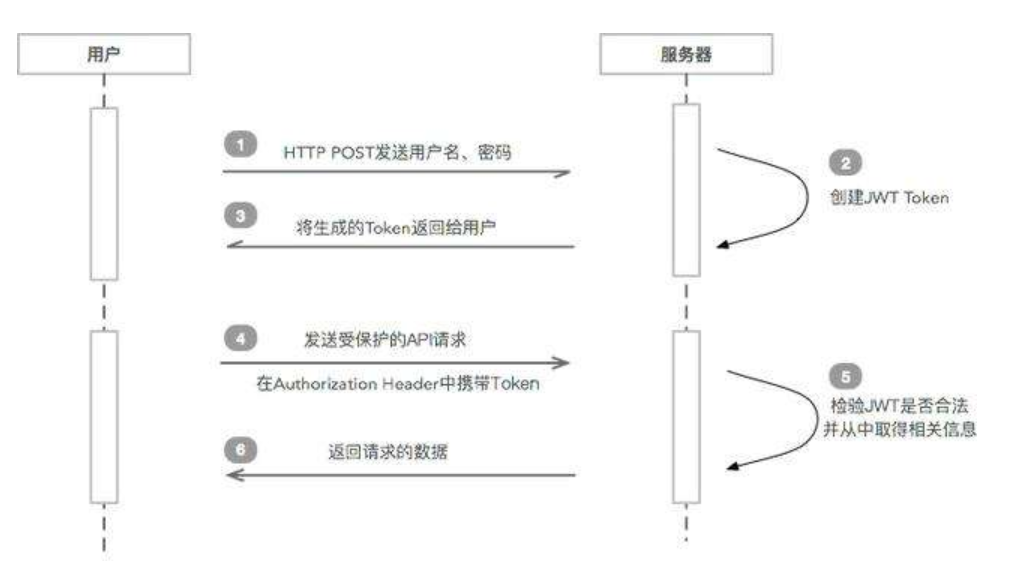 用户
服务器
1
HTTP POST发送用户名、密码
2
创建JWT Token
3
将生成的Token返回给用户
4
发送受保护的API请求
在Authorization Header中携带Token
5
检验JWT是否合法
并从中取得相关信息
6
返回请求的数据